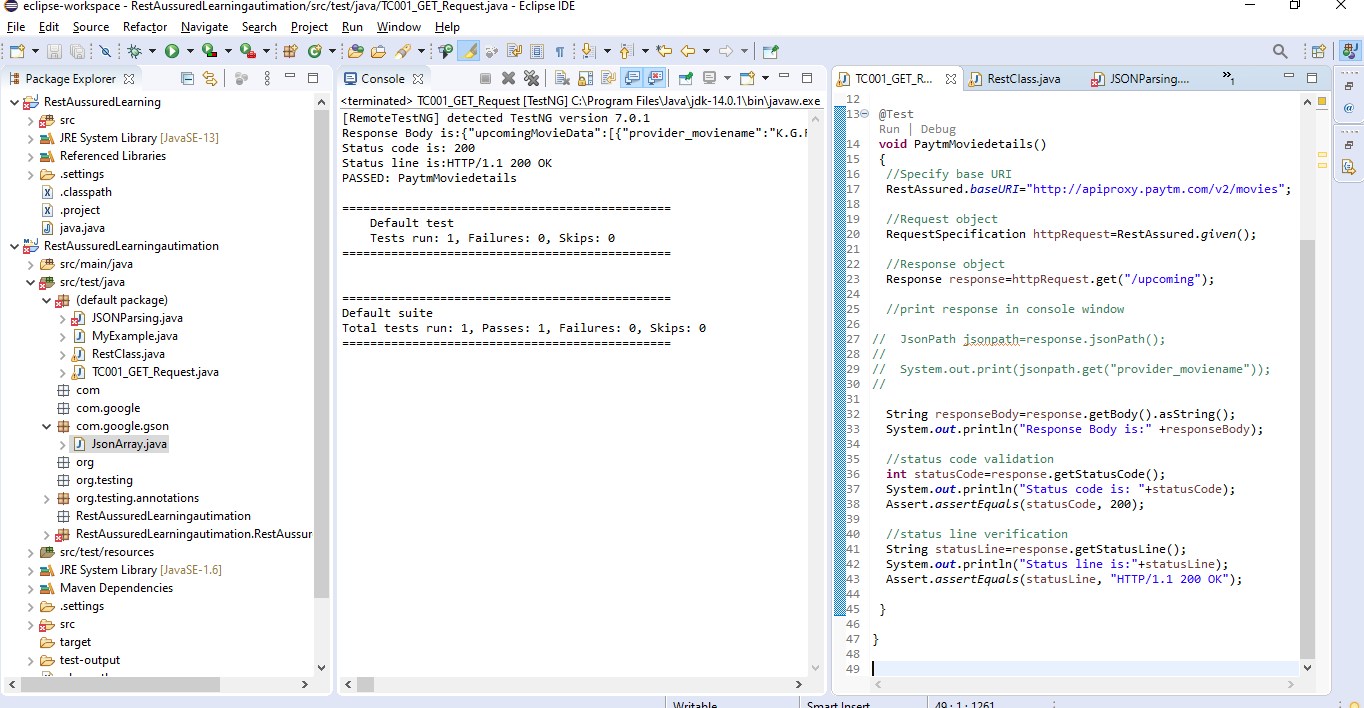 eclipse-workspace - RestAussuredLearningautimation/src/test/java/TC001_GET_Request.java - Eclipse IDE
File Edit Source Refactor Navigate Search Project Run Window Help
Package Explorer
RestAussuredLearning
src
JRE System Library [JavaSE-13]
Referenced Libraries
.settings
.classpath
.project
java.java
RestAussuredLearningautimation
src/main/java
src/test/java
(default package)
JSONParsing.java
MyExample.java
RestClass.java
TC001_GET_Request.java
com
com.google
com.google.gson
JsonArray.java
org
org.testing
org.testing.annotations
RestAussuredLearningautimation
RestAussuredLearningautimation.RestAussur
src/test/resources
JRE System Library [JavaSE-1.6]
Maven Dependencies
.settings
src
target
test-output
Console
<terminated> TC001_GET_Request [TestNG] C:\Program Files\Java\jdk-14.0.1\bin\javaw.exe
[RemoteTestNG] detected TestNG version 7.0.1
Response Body is:{"upcomingMovieData":[{"provider_moviename":"K.G.F
Status code is: 200
Status line is:HTTP/1.1 200 OK
PASSED: PaytmMoviedetails
===============================================
Default test
Tests run: 1, Failures: 0, Skips: 0
===============================================
===============================================
Default suite
Total tests run: 1, Passes: 1, Failures: 0, Skips: 0
===============================================
TC001_GET_R... RestClass.java JSONParsing.... »1
12
13 @Test
Run | Debug
14 void PaytmMoviedetails()
15 {
16 //Specify base URI
17 RestAssured.baseURI="http://apiproxy.paytm.com/v2/movies";
18
19 //Request object
20 RequestSpecification httpRequest=RestAssured.given();
21
22 //Response object
23 Response response=httpRequest.get("/upcoming");
24
25 //print response in console window
26
27 // JsonPath jsonpath=response.jsonPath();
28 //
29 // System.out.print(jsonpath.get("provider_moviename"));
30 //
31
32 String responseBody=response.getBody().asString();
33 System.out.println("Response Body is:" +responseBody);
34
35 //status code validation
36 int statusCode=response.getStatusCode();
37 System.out.println("Status code is: "+statusCode);
38 Assert.assertEquals(statusCode, 200);
39
40 //status line verification
41 String statusLine=response.getStatusLine();
42 System.out.println("Status line is:"+statusLine);
43 Assert.assertEquals(statusLine, "HTTP/1.1 200 OK");
44
45 }
46
47 }
48
49
Writable Smart Insert 49 : 1 : 1261